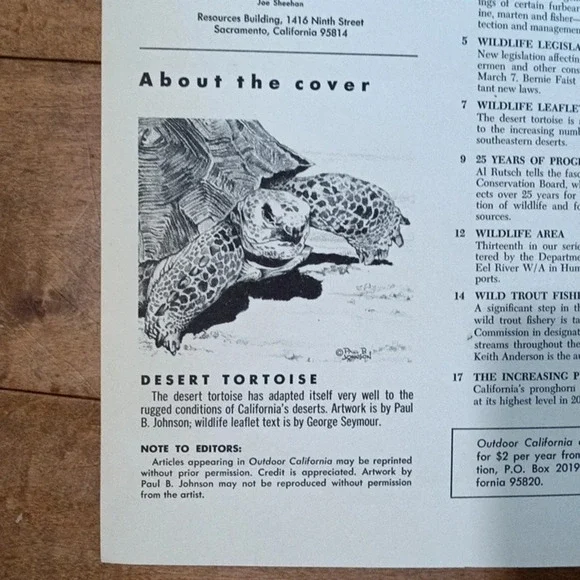 Joe Sheehan
Resources Building, 1416 Ninth Street
Sacramento, California 95814
About the cover
© Paul B.
Johnson
DESERT TORTOISE
The desert tortoise has adapted itself very well to the
rugged conditions of California's deserts. Artwork is by Paul
B. Johnson; wildlife leaflet text is by George Seymour.
NOTE TO EDITORS:
Articles appearing in Outdoor California may be reprinted
without prior permission. Credit is appreciated. Artwork by
Paul B. Johnson may not be reproduced without permission
from the artist.
ings of certain furbear
ine, marten and fisher—
tection and managemen
5 WILDLIFE LEGISLA
New legislation affectin
ermen and other cons
March 7. Bernie Faist
tant new laws.
7 WILDLIFE LEAFLE
The desert tortoise is
to the increasing num
southeastern deserts.
9 25 YEARS OF PROG
Al Rutsch tells the fasc
Conservation Board, w
ects over 25 years for
tion of wildlife and fo
sources.
12 WILDLIFE AREA
Thirteenth in our serie
tered by the Departme
Eel River W/A in Hum
ports.
14 WILD TROUT FISHE
A significant step in th
wild trout fishery is ta
Commission in designat
streams throughout the
Keith Anderson is the au
17 THE INCREASING P
California's pronghorn
at its highest level in 20
Outdoor California
for $2 per year from
tion, P.O. Box 2019
fornia 95820.